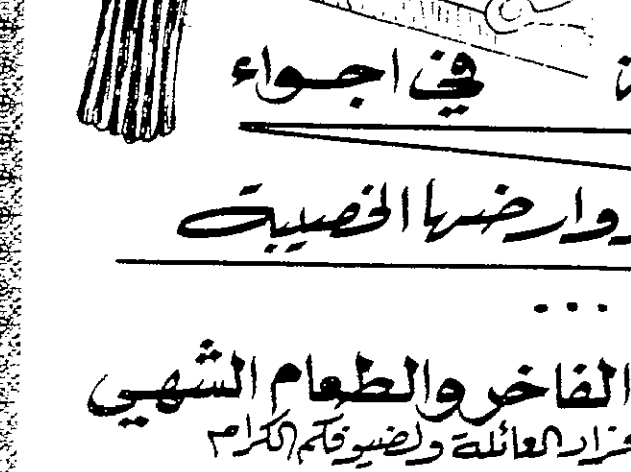 في اجواء
وارضها الخصيبة
...
الفاخر والطعام الشهي
العائلة ولضيوفكم الكرام